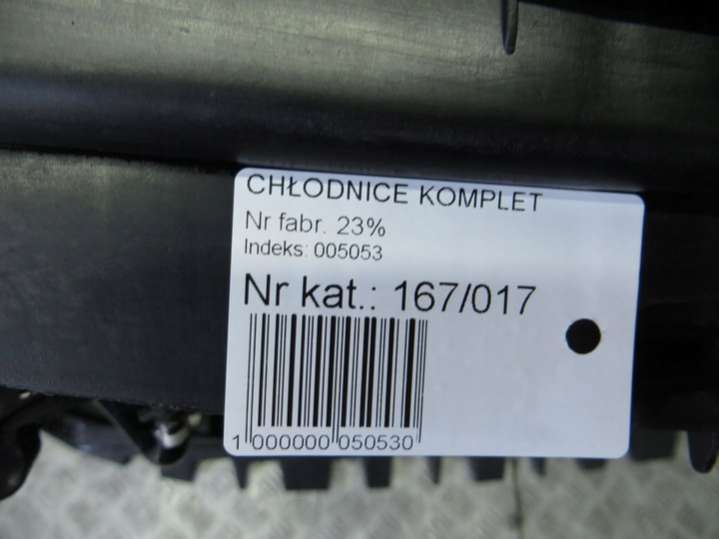 CHŁODNICE KOMPLET
Nr fabr. 23%
Indeks: 005053
Nr kat.: 167/017
1 000000 050530